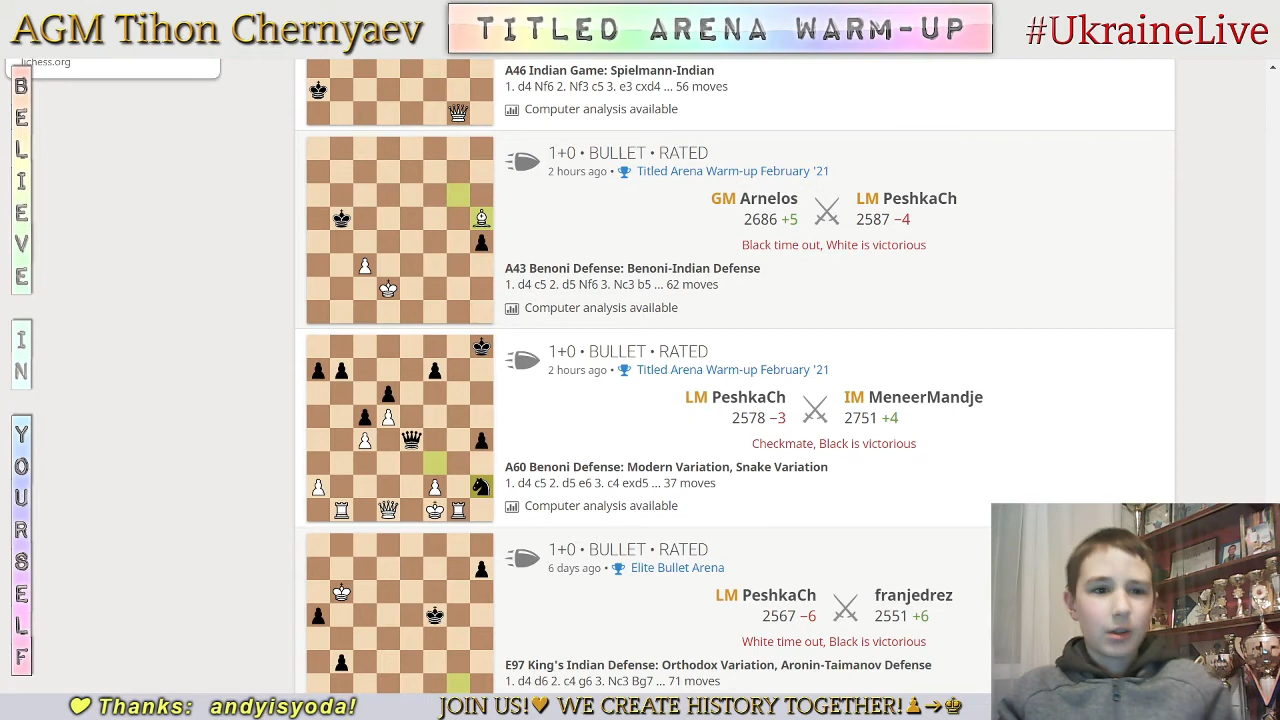 AGM Tihon Chernyaev
TITLED ARENA WARM-UP
#UkraineLive
lichess.org
BELIEVE
IN
YOURSELF
A46 Indian Game: Spielmann-Indian
1. d4 Nf6 2. Nf3 c5 3. e3 cxd4 ... 56 moves
Computer analysis available
1+0 • BULLET • RATED
2 hours ago • Titled Arena Warm-up February '21
GM Arnelos
2686 +5
LM PeshkaCh
2587 −4
Black time out, White is victorious
A43 Benoni Defense: Benoni-Indian Defense
1. d4 c5 2. d5 Nf6 3. Nc3 b5 ... 62 moves
Computer analysis available
1+0 • BULLET • RATED
2 hours ago • Titled Arena Warm-up February '21
LM PeshkaCh
2578 −3
IM MeneerMandje
2751 +4
Checkmate, Black is victorious
A60 Benoni Defense: Modern Variation, Snake Variation
1. d4 c5 2. d5 e6 3. c4 exd5 ... 37 moves
Computer analysis available
1+0 • BULLET • RATED
6 days ago • Elite Bullet Arena
LM PeshkaCh
2567 −6
franjedrez
2551 +6
White time out, Black is victorious
E97 King's Indian Defense: Orthodox Variation, Aronin-Taimanov Defense
1. d4 d6 2. c4 g6 3. Nc3 Bg7 ... 71 moves
Thanks: andyisyoda!
JOIN US!🧡 WE CREATE HISTORY TOGETHER!♟→♚